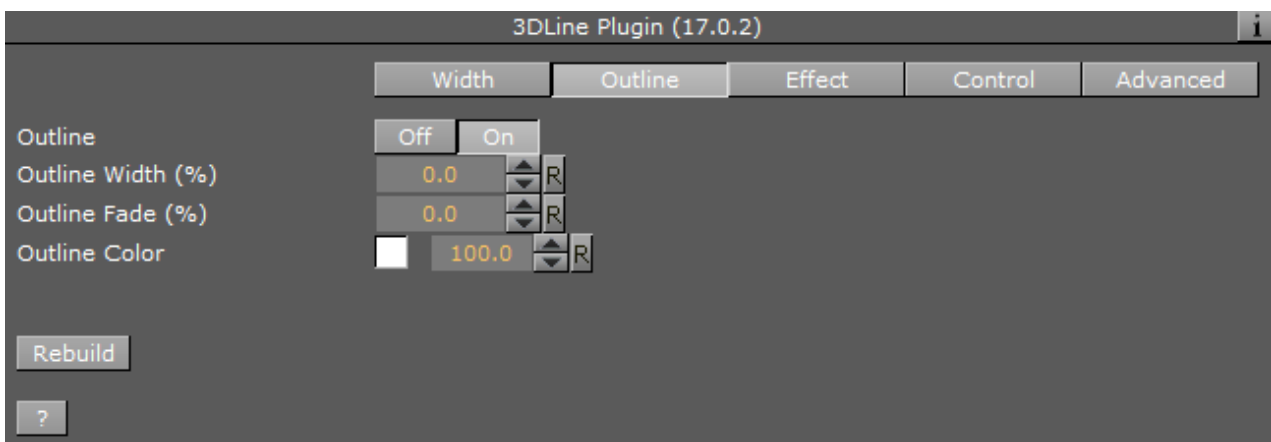 3DLine Plugin (17.0.2) i
Width Outline Effect Control Advanced
Outline Off On
Outline Width (%) 0.0 R
Outline Fade (%) 0.0 R
Outline Color 100.0 R
Rebuild
?